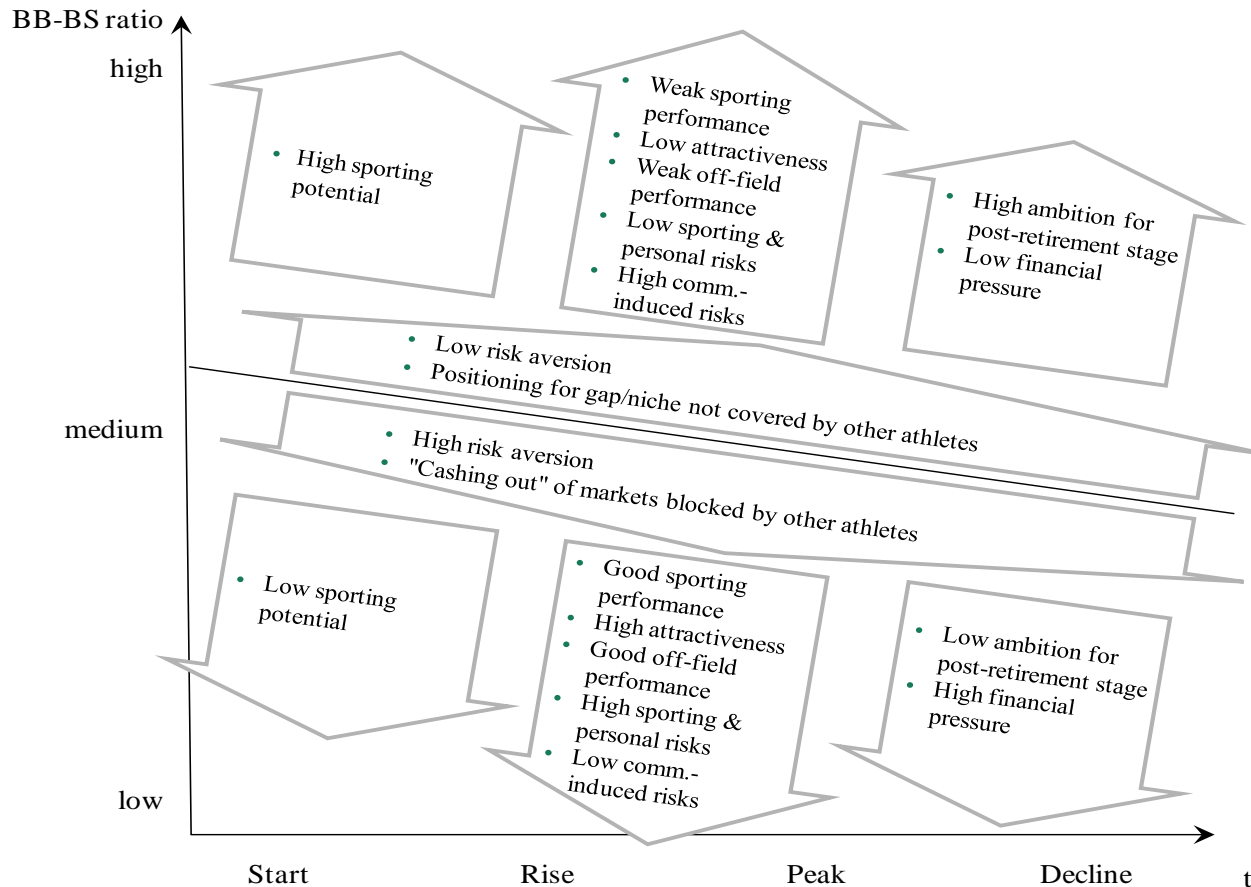 BB-BS ratio
high
• High sporting
potential
• Weak sporting
performance
• Low attractiveness
• Weak off-field
performance
• Low sporting &
personal risks
• High comm.-
induced risks
• High ambition for
post-retirement stage
• Low financial
pressure
• Low risk aversion
• Positioning for gap/niche not covered by other athletes
medium
• High risk aversion
• "Cashing out" of markets blocked by other athletes
• Low sporting
potential
• Good sporting
performance
• High attractiveness
• Good off-field
performance
• High sporting &
personal risks
• Low comm.-
induced risks
• Low ambition for
post-retirement stage
• High financial
pressure
low
Start Rise Peak Decline t